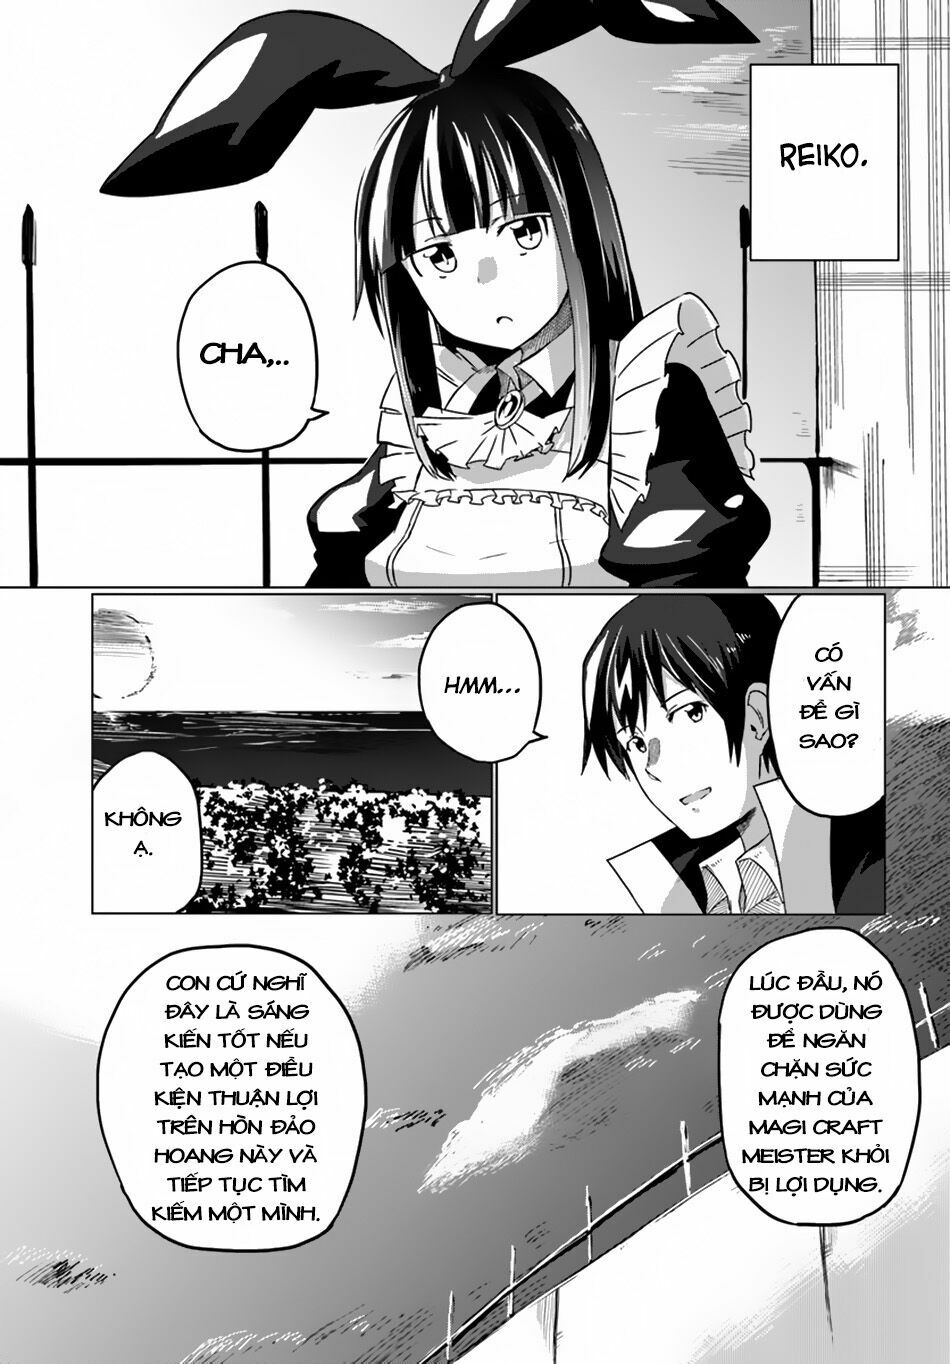 REIKO.
CHA,..
CÓ
VẤN
ĐỀ GÌ
SAO?
HMM...
KHÔNG
Ạ.
LÚC ĐẦU, NÓ
ĐƯỢC DÙNG
ĐỂ NGĂN
CHẶN SỨC
MẠNH CỦA
MAGI CRAFT
MEISTER KHỎI
BỊ LỢI DỤNG.
CON CỨ NGHĨ
ĐÂY LÀ SÁNG
KIẾN TỐT NẾU
TẠO MỘT ĐIỀU
KIỆN THUẬN LỢI
TRÊN HÒN ĐẢO
HOANG NÀY VÀ
TIẾP TỤC TÌM
KIẾM MỘT MÌNH.